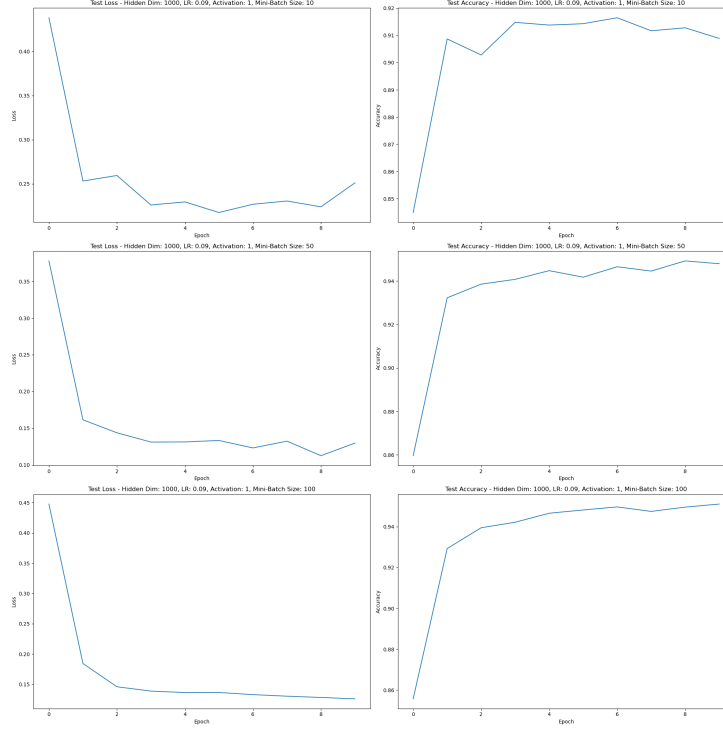 Test Loss - Hidden Dim: 1000, LR: 0.09, Activation: 1, Mini-Batch Size: 10
0.40
0.35
0.30
0.25
Loss
0 2 4 6 8
Epoch
Test Accuracy - Hidden Dim: 1000, LR: 0.09, Activation: 1, Mini-Batch Size: 10
0.92
0.91
0.90
0.89
0.88
0.87
0.86
0.85
Accuracy
0 2 4 6 8
Epoch
Test Loss - Hidden Dim: 1000, LR: 0.09, Activation: 1, Mini-Batch Size: 50
0.35
0.30
0.25
0.20
0.15
0.10
Loss
0 2 4 6 8
Epoch
Test Accuracy - Hidden Dim: 1000, LR: 0.09, Activation: 1, Mini-Batch Size: 50
0.94
0.92
0.90
0.88
0.86
Accuracy
0 2 4 6 8
Epoch
Test Loss - Hidden Dim: 1000, LR: 0.09, Activation: 1, Mini-Batch Size: 100
0.45
0.40
0.35
0.30
0.25
0.20
0.15
Loss
0 2 4 6 8
Epoch
Test Accuracy - Hidden Dim: 1000, LR: 0.09, Activation: 1, Mini-Batch Size: 100
0.94
0.92
0.90
0.88
0.86
Accuracy
0 2 4 6 8
Epoch